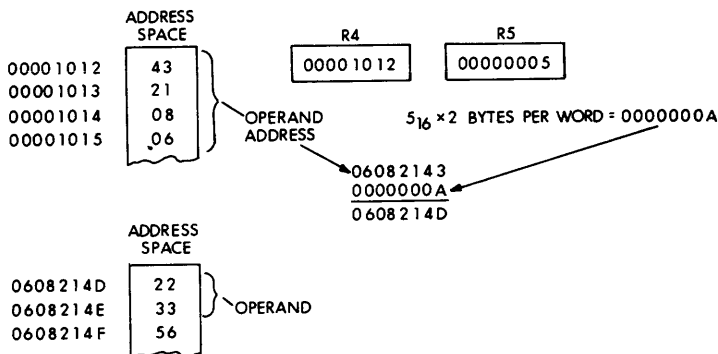 ADDRESS
SPACE
R4
R5
00001012 43
00001012
00000005
00001013 21
00001014 08
OPERAND
ADDRESS
5₁₆ × 2 BYTES PER WORD = 0000000A
00001015 06
06082143
0000000A
0608214D
ADDRESS
SPACE
0608214D 22
0608214E 33
OPERAND
0608214F 56